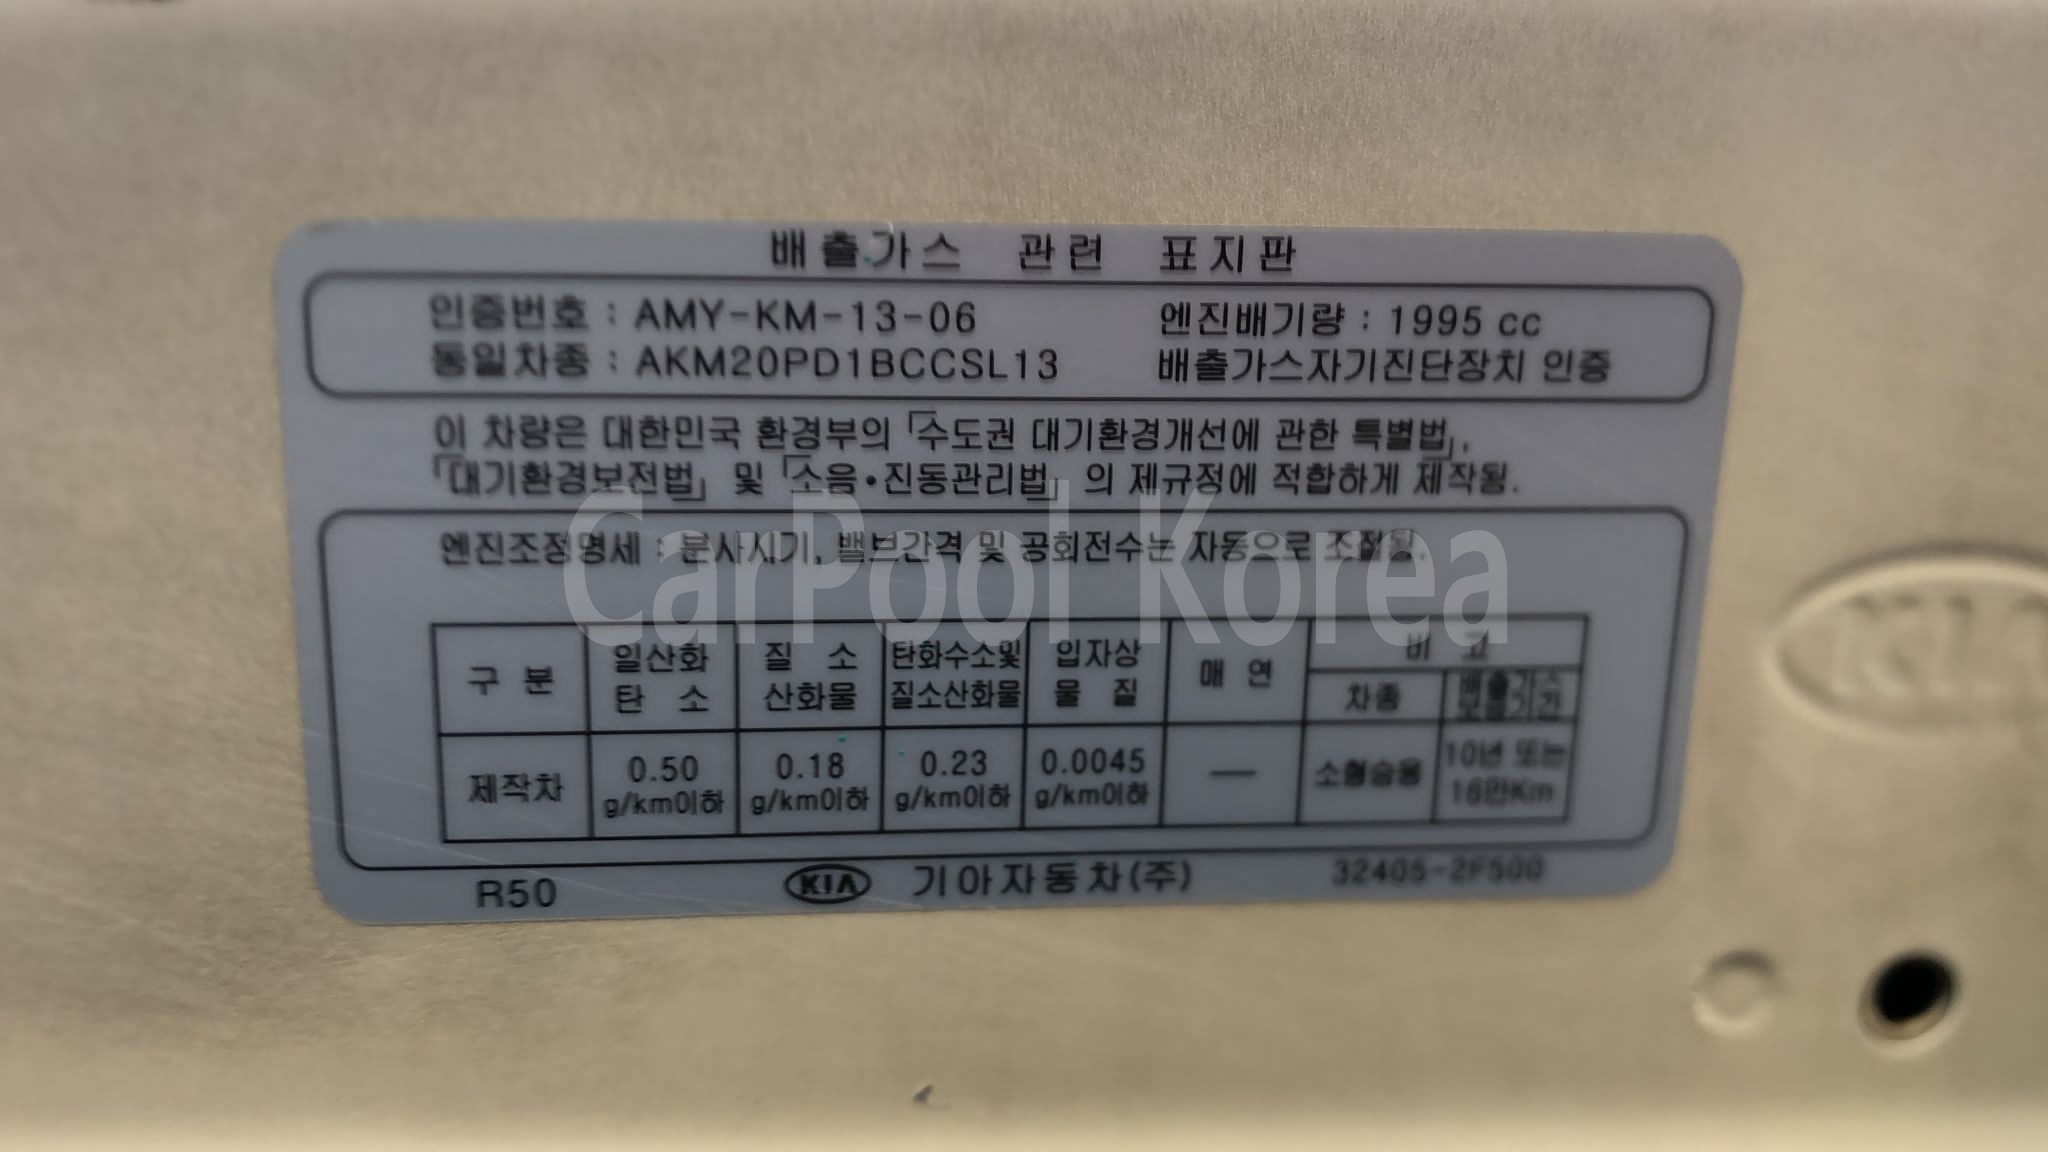 배출가스 관련 표지판
인증번호 : AMY-KM-13-06 엔진배기량 : 1995 cc
동일차종 : AKM20PD1BCCSL13 배출가스자기진단장치 인증
이 차량은 대한민국 환경부의 「수도권 대기환경개선에 관한 특별법」,
「대기환경보전법」 및 「소음·진동관리법」 의 제규정에 적합하게 제작됨.
엔진조정명세 : 분사시기, 밸브간격 및 공회전수는 자동으로 조절됨.
CarPool Korea
구 분 일산화 탄 소 질 소 산화물 탄화수소및 질소산화물 입자상 물 질 매 연 비 고
차종 배출가스 보증기간
제작차 0.50 g/km이하 0.18 g/km이하 0.23 g/km이하 0.0045 g/km이하 — 소형승용 10년 또는 16만Km
R50 KIA 기아자동차(주) 32405-2F500
KIA